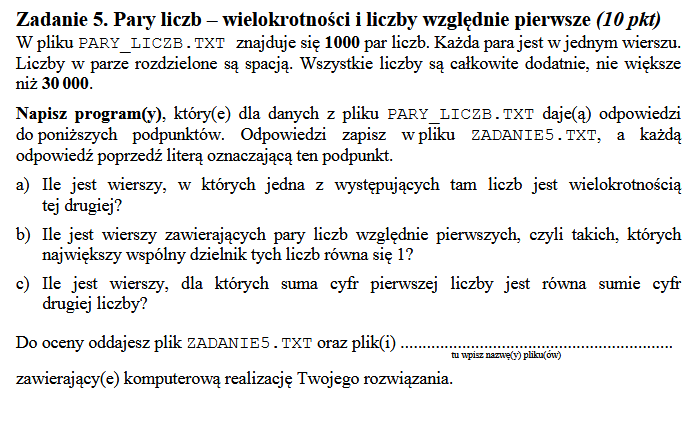 Zadanie 5. Pary liczb – wielokrotności i liczby względnie pierwsze (10 pkt)
W pliku PARY_LICZB.TXT znajduje się 1000 par liczb. Każda para jest w jednym wierszu.
Liczby w parze rozdzielone są spacją. Wszystkie liczby są całkowite dodatnie, nie większe
niż 30 000.
Napisz program(y), który(e) dla danych z pliku PARY_LICZB.TXT daje(ą) odpowiedzi
do poniższych podpunktów. Odpowiedzi zapisz w pliku ZADANIE5.TXT, a każdą
odpowiedź poprzedź literą oznaczającą ten podpunkt.
a) Ile jest wierszy, w których jedna z występujących tam liczb jest wielokrotnością
tej drugiej?
b) Ile jest wierszy zawierających pary liczb względnie pierwszych, czyli takich, których
największy wspólny dzielnik tych liczb równa się 1?
c) Ile jest wierszy, dla których suma cyfr pierwszej liczby jest równa sumie cyfr
drugiej liczby?
Do oceny oddajesz plik ZADANIE5.TXT oraz plik(i) ............................................................
tu wpisz nazwę(y) pliku(ów)
zawierający(e) komputerową realizację Twojego rozwiązania.